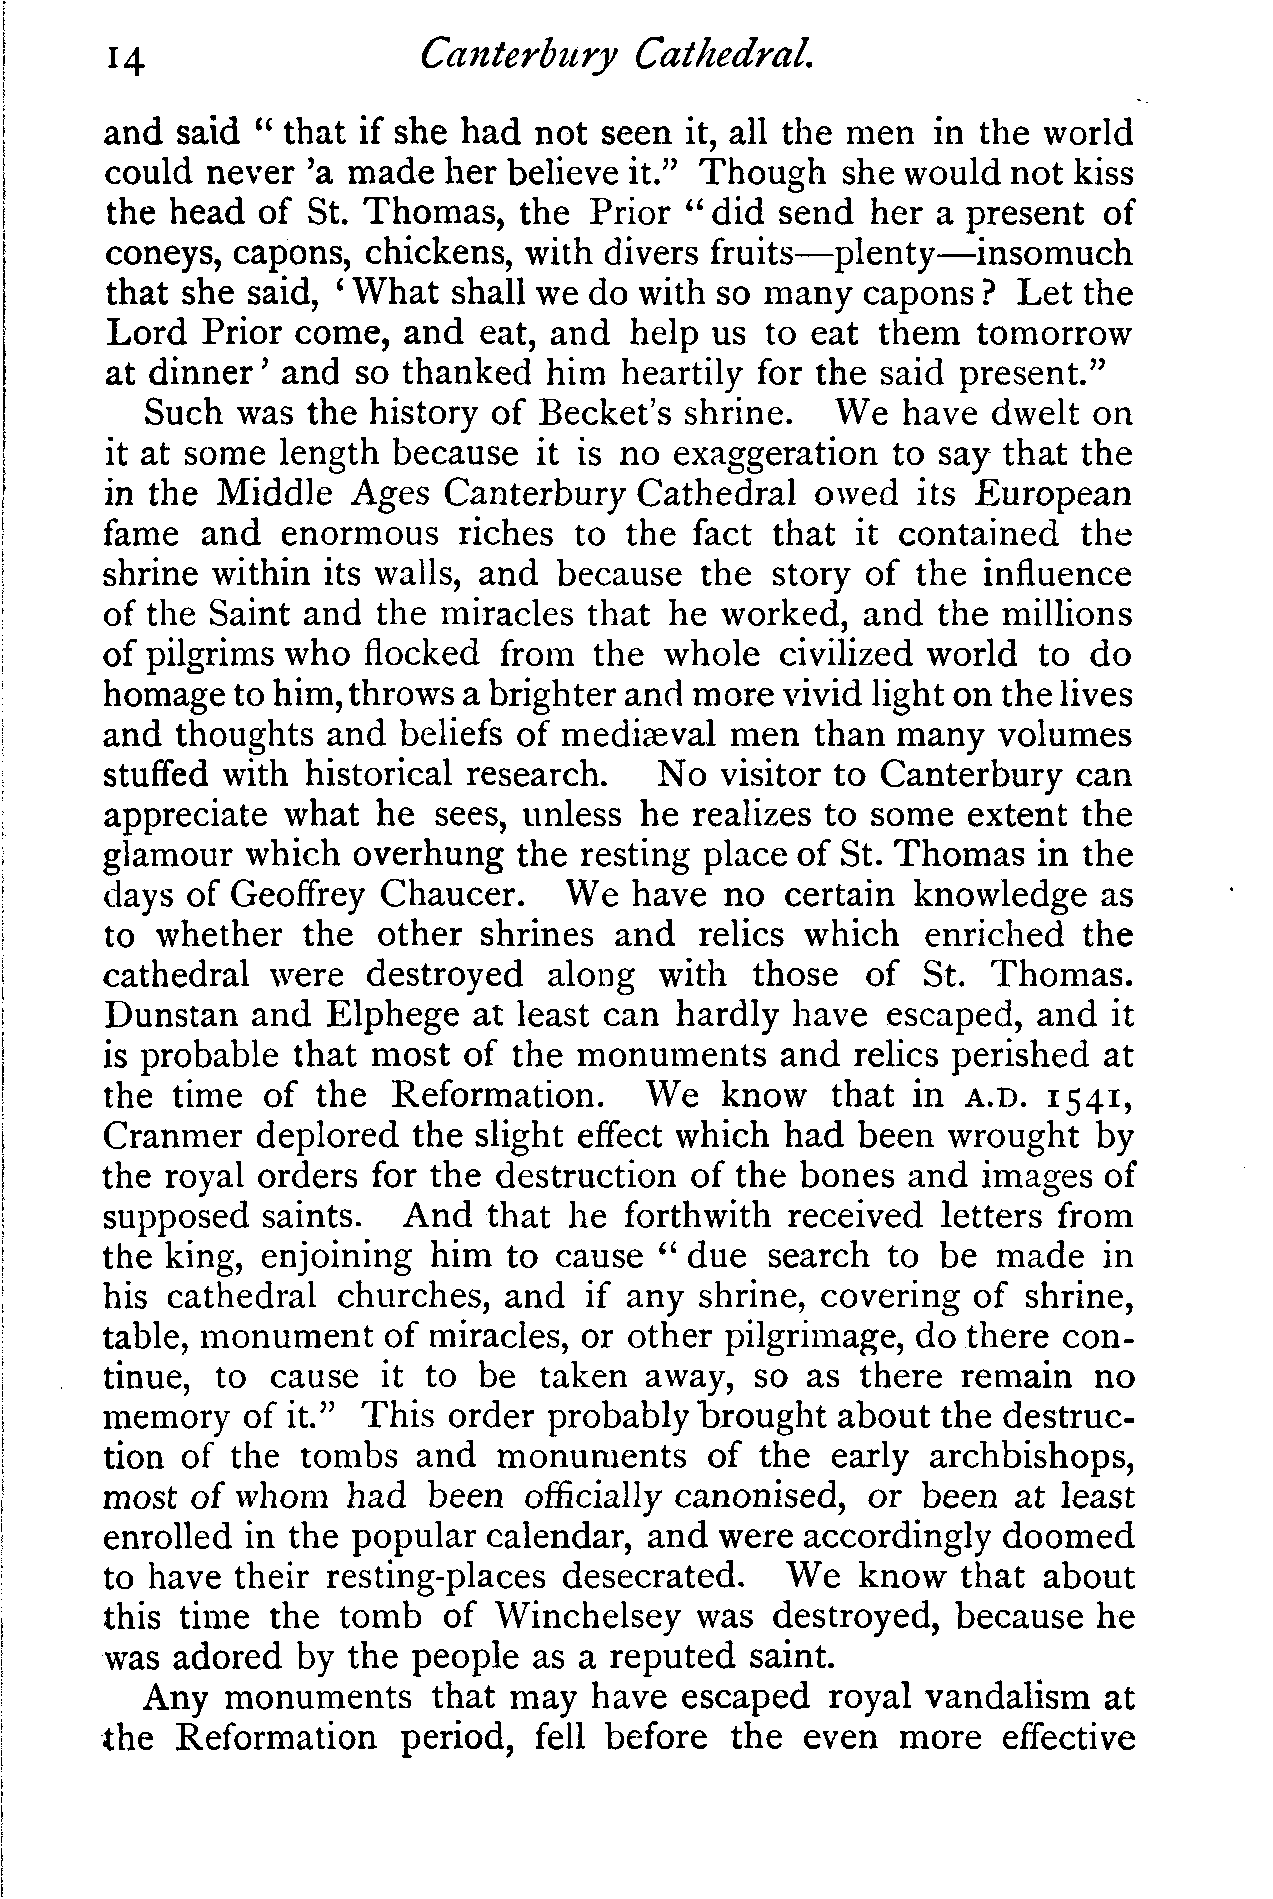 14 Canterbury Cathedral.
and said “ that if she had not seen it, all the men in the world
could never ’a made her believe it.” Though she would not kiss
the head of St. Thomas, the Prior “ did send her a present of
coneys, capons, chickens, with divers fruits—plenty—insomuch
that she said, ‘ What shall we do with so many capons ? Let the
Lord Prior come, and eat, and help us to eat them tomorrow
at dinner ’ and so thanked him heartily for the said present.”
Such was the history of Becket’s shrine. We have dwelt on
it at some length because it is no exaggeration to say that the
in the Middle Ages Canterbury Cathedral owed its European
fame and enormous riches to the fact that it contained the
shrine within its walls, and because the story of the influence
of the Saint and the miracles that he worked, and the millions
of pilgrims who flocked from the whole civilized world to do
homage to him, throws a brighter and more vivid light on the lives
and thoughts and beliefs of mediæval men than many volumes
stuffed with historical research. No visitor to Canterbury can
appreciate what he sees, unless he realizes to some extent the
glamour which overhung the resting place of St. Thomas in the
days of Geoffrey Chaucer. We have no certain knowledge as
to whether the other shrines and relics which enriched the
cathedral were destroyed along with those of St. Thomas.
Dunstan and Elphege at least can hardly have escaped, and it
is probable that most of the monuments and relics perished at
the time of the Reformation. We know that in A.D. 1541,
Cranmer deplored the slight effect which had been wrought by
the royal orders for the destruction of the bones and images of
supposed saints. And that he forthwith received letters from
the king, enjoining him to cause “ due search to be made in
his cathedral churches, and if any shrine, covering of shrine,
table, monument of miracles, or other pilgrimage, do there con-
tinue, to cause it to be taken away, so as there remain no
memory of it.” This order probably brought about the destruc-
tion of the tombs and monuments of the early archbishops,
most of whom had been officially canonised, or been at least
enrolled in the popular calendar, and were accordingly doomed
to have their resting-places desecrated. We know that about
this time the tomb of Winchelsey was destroyed, because he
was adored by the people as a reputed saint.
Any monuments that may have escaped royal vandalism at
the Reformation period, fell before the even more effective